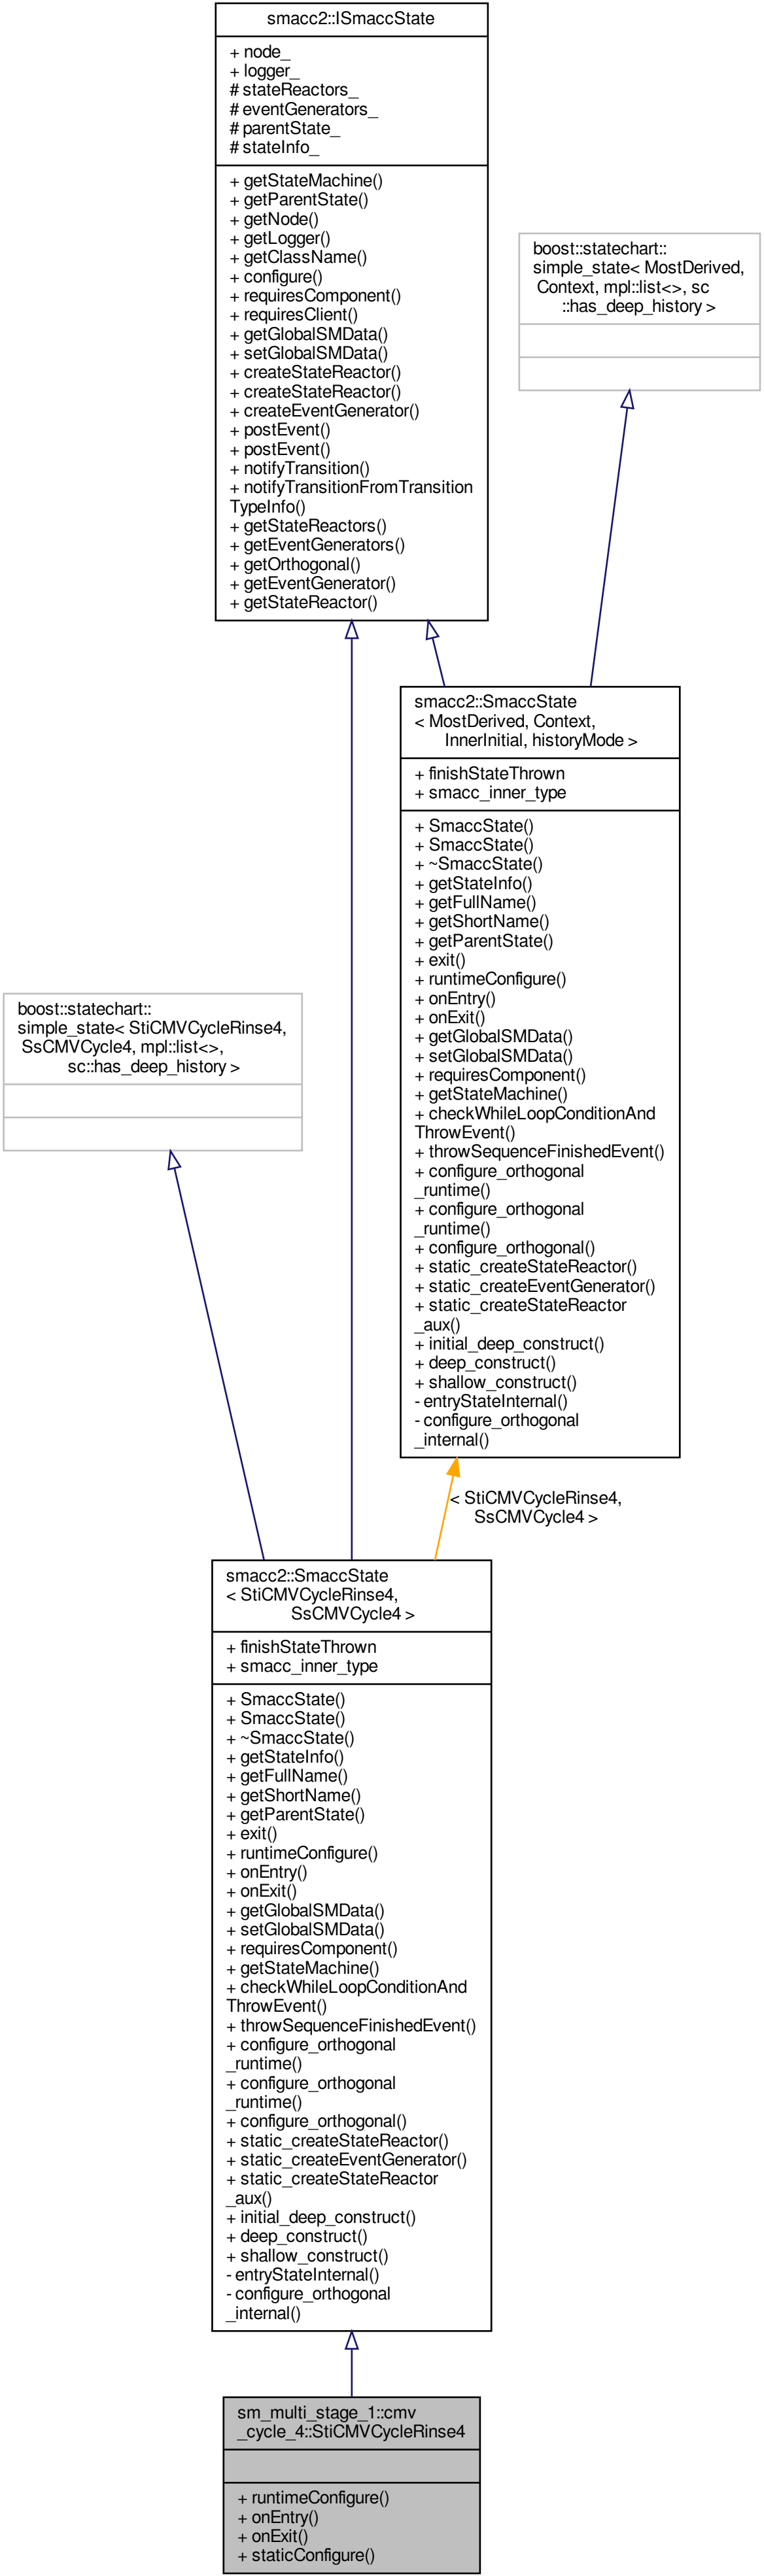 smacc2::ISmaccState
+ node_
+ logger_
# stateReactors_
# eventGenerators_
# parentState_
# stateInfo_
+ getStateMachine()
+ getParentState()
+ getNode()
+ getLogger()
+ getClassName()
+ configure()
+ requiresComponent()
+ requiresClient()
+ getGlobalSMData()
+ setGlobalSMData()
+ createStateReactor()
+ createStateReactor()
+ createEventGenerator()
+ postEvent()
+ postEvent()
+ notifyTransition()
+ notifyTransitionFromTransition
TypeInfo()
+ getStateReactors()
+ getEventGenerators()
+ getOrthogonal()
+ getEventGenerator()
+ getStateReactor()
boost::statechart::
simple_state< MostDerived,
Context, mpl::list<>, sc
::has_deep_history >
smacc2::SmaccState
< MostDerived, Context,
InnerInitial, historyMode >
+ finishStateThrown
+ smacc_inner_type
+ SmaccState()
+ SmaccState()
+ ~SmaccState()
+ getStateInfo()
+ getFullName()
+ getShortName()
+ getParentState()
+ exit()
+ runtimeConfigure()
+ onEntry()
+ onExit()
+ getGlobalSMData()
+ setGlobalSMData()
+ requiresComponent()
+ getStateMachine()
+ checkWhileLoopConditionAnd
ThrowEvent()
+ throwSequenceFinishedEvent()
+ configure_orthogonal
_runtime()
+ configure_orthogonal
_runtime()
+ configure_orthogonal()
+ static_createStateReactor()
+ static_createEventGenerator()
+ static_createStateReactor
_aux()
+ initial_deep_construct()
+ deep_construct()
+ shallow_construct()
- entryStateInternal()
- configure_orthogonal
_internal()
boost::statechart::
simple_state< StiCMVCycleRinse4,
SsCMVCycle4, mpl::list<>,
sc::has_deep_history >
< StiCMVCycleRinse4,
SsCMVCycle4 >
smacc2::SmaccState
< StiCMVCycleRinse4,
SsCMVCycle4 >
+ finishStateThrown
+ smacc_inner_type
+ SmaccState()
+ SmaccState()
+ ~SmaccState()
+ getStateInfo()
+ getFullName()
+ getShortName()
+ getParentState()
+ exit()
+ runtimeConfigure()
+ onEntry()
+ onExit()
+ getGlobalSMData()
+ setGlobalSMData()
+ requiresComponent()
+ getStateMachine()
+ checkWhileLoopConditionAnd
ThrowEvent()
+ throwSequenceFinishedEvent()
+ configure_orthogonal
_runtime()
+ configure_orthogonal
_runtime()
+ configure_orthogonal()
+ static_createStateReactor()
+ static_createEventGenerator()
+ static_createStateReactor
_aux()
+ initial_deep_construct()
+ deep_construct()
+ shallow_construct()
- entryStateInternal()
- configure_orthogonal
_internal()
sm_multi_stage_1::cmv
_cycle_4::StiCMVCycleRinse4
+ runtimeConfigure()
+ onEntry()
+ onExit()
+ staticConfigure()